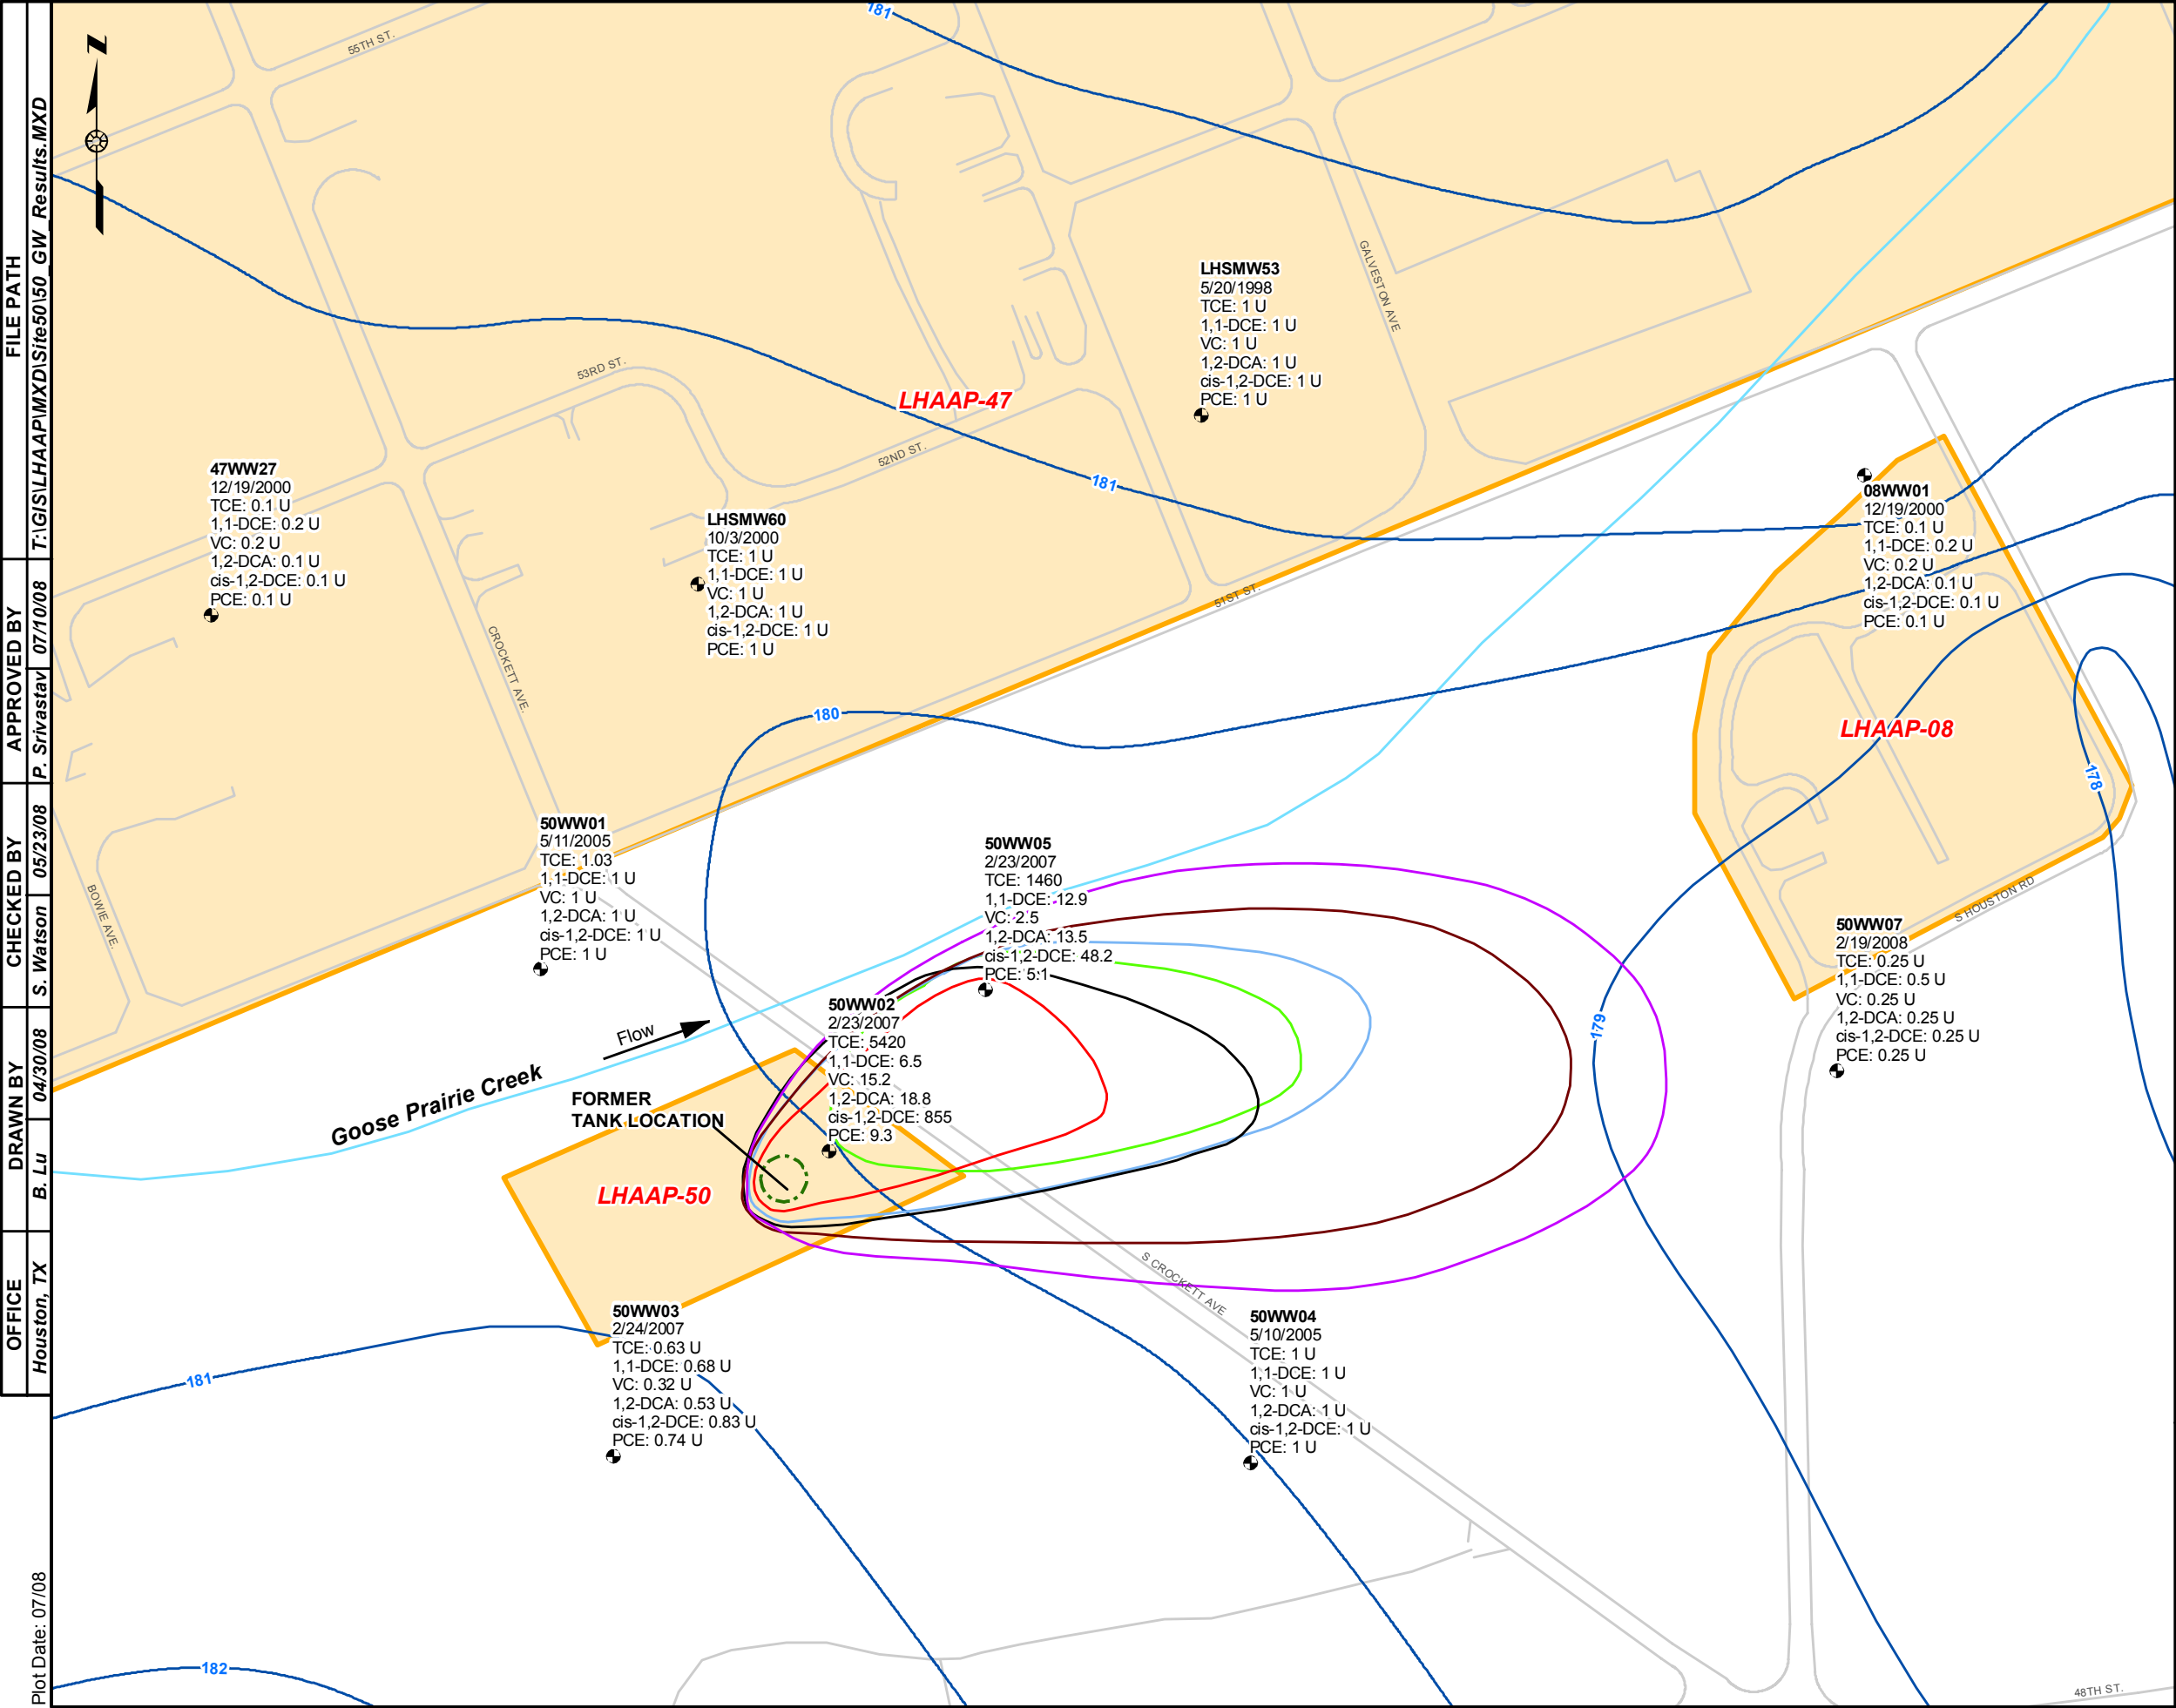 FILE PATH
T:\GIS\LHAAP\MXD\Site50\50_GW_Results.MXD
APPROVED BY
P. Srivastav 07/10/08
CHECKED BY
S. Watson 05/23/08
DRAWN BY
B. Lu 04/30/08
OFFICE
Houston, TX
Plot Date: 07/08
N
55TH ST.
181
GALVESTON AVE
LHSMW53
5/20/1998
TCE: 1 U
1,1-DCE: 1 U
VC: 1 U
1,2-DCA: 1 U
cis-1,2-DCE: 1 U
PCE: 1 U
53RD ST.
LHAAP-47
52ND ST.
181
47WW27
12/19/2000
TCE: 0.1 U
1,1-DCE: 0.2 U
VC: 0.2 U
1,2-DCA: 0.1 U
cis-1,2-DCE: 0.1 U
PCE: 0.1 U
LHSMW60
10/3/2000
TCE: 1 U
1,1-DCE: 1 U
VC: 1 U
1,2-DCA: 1 U
cis-1,2-DCE: 1 U
PCE: 1 U
08WW01
12/19/2000
TCE: 0.1 U
1,1-DCE: 0.2 U
VC: 0.2 U
1,2-DCA: 0.1 U
cis-1,2-DCE: 0.1 U
PCE: 0.1 U
51ST ST.
CROCKETT AVE.
180
LHAAP-08
178
50WW01
5/11/2005
TCE: 1.03
1,1-DCE: 1 U
VC: 1 U
1,2-DCA: 1 U
cis-1,2-DCE: 1 U
PCE: 1 U
BOWIE AVE.
50WW05
2/23/2007
TCE: 1460
1,1-DCE: 12.9
VC: 2.5
1,2-DCA: 13.5
cis-1,2-DCE: 48.2
PCE: 5.1
S HOUSTON RD
50WW07
2/19/2008
TCE: 0.25 U
1,1-DCE: 0.5 U
VC: 0.25 U
1,2-DCA: 0.25 U
cis-1,2-DCE: 0.25 U
PCE: 0.25 U
179
50WW02
2/23/2007
TCE: 5420
1,1-DCE: 6.5
VC: 15.2
1,2-DCA: 18.8
cis-1,2-DCE: 855
PCE: 9.3
Flow
Goose Prairie Creek
FORMER
TANK LOCATION
LHAAP-50
S CROCKETT AVE
50WW03
2/24/2007
TCE: 0.63 U
1,1-DCE: 0.68 U
VC: 0.32 U
1,2-DCA: 0.53 U
cis-1,2-DCE: 0.83 U
PCE: 0.74 U
50WW04
5/10/2005
TCE: 1 U
1,1-DCE: 1 U
VC: 1 U
1,2-DCA: 1 U
cis-1,2-DCE: 1 U
PCE: 1 U
181
182
48TH ST.